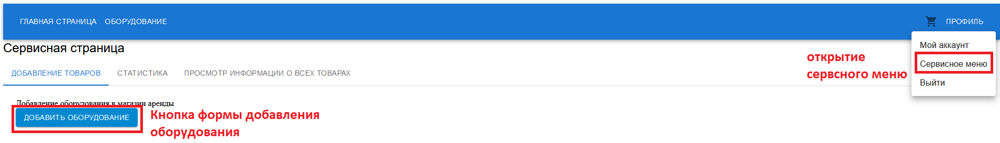 ГЛАВНАЯ СТРАНИЦА ОБОРУДОВАНИЕ ПРОФИЛЬ
Сервисная страница
Мой аккаунт
Сервисное меню
Выйти
открытие
сервсного меню
ДОБАВЛЕНИЕ ТОВАРОВ СТАТИСТИКА ПРОСМОТР ИНФОРМАЦИИ О ВСЕХ ТОВАРАХ
Добавление оборудования в магазин аренды
ДОБАВИТЬ ОБОРУДОВАНИЕ
Кнопка формы добавления
оборудования